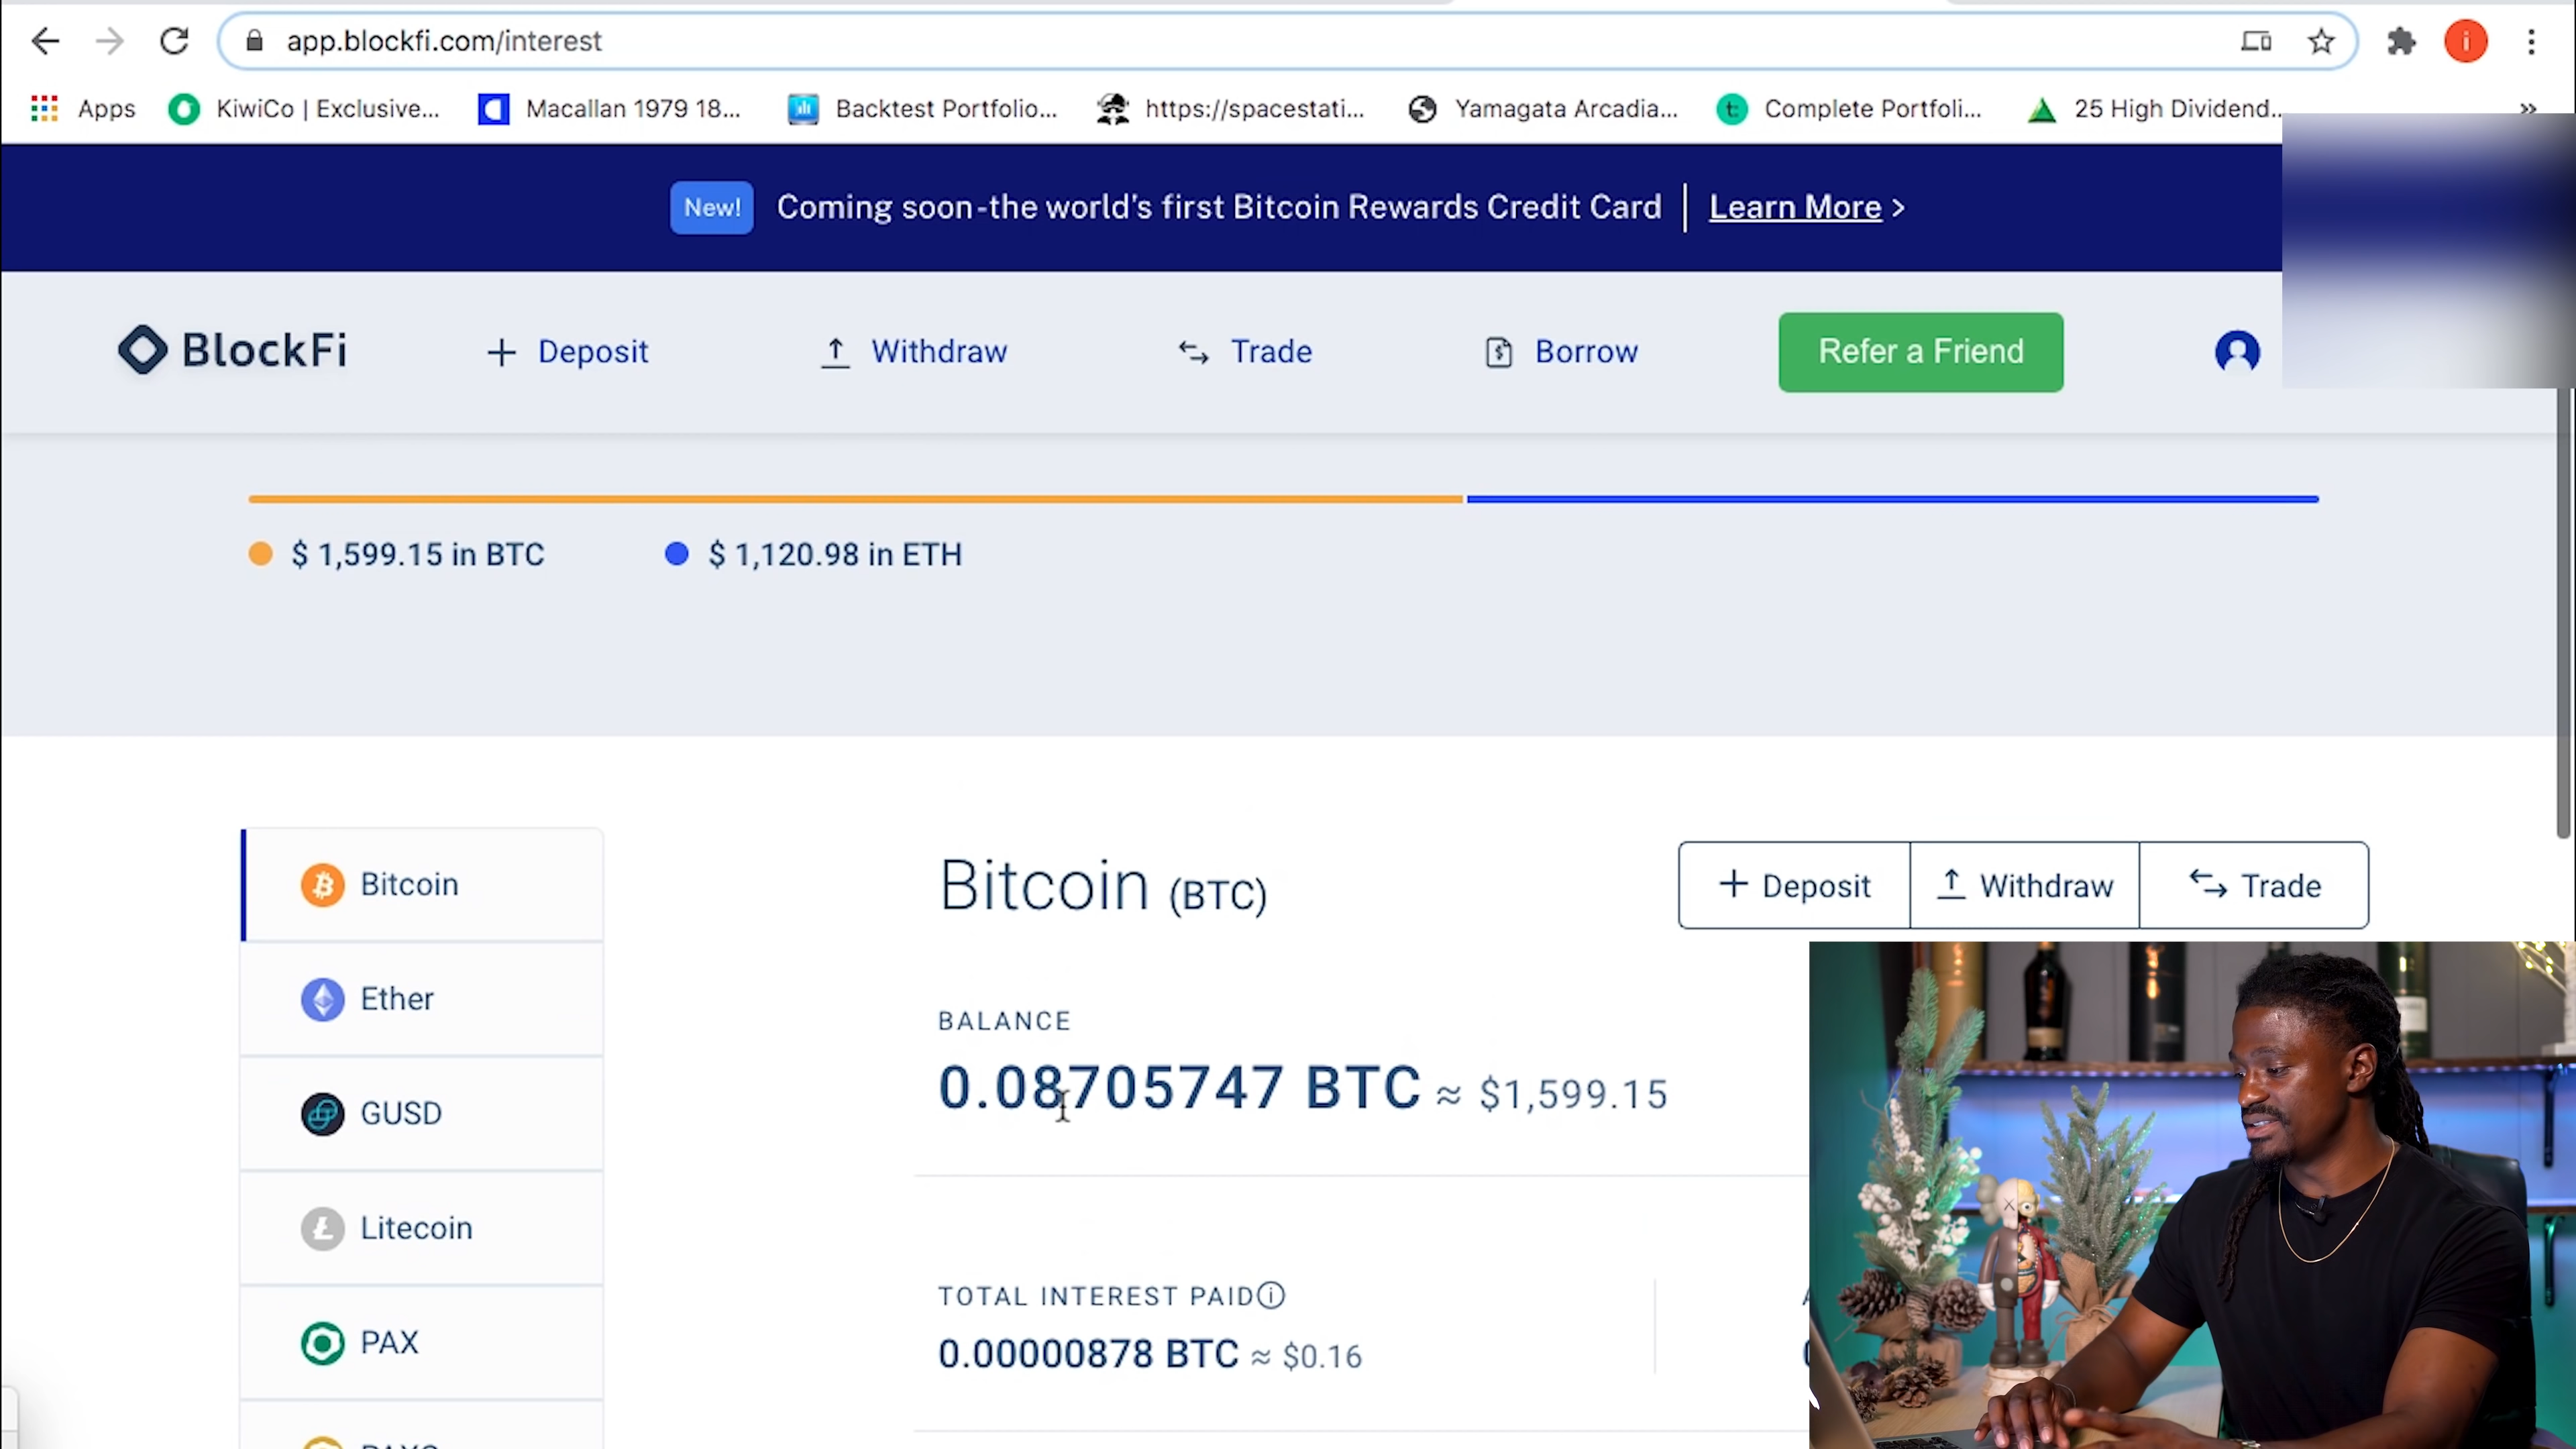 app.blockfi.com/interest
i
Apps KiwiCo | Exclusive... Macallan 1979 18... Backtest Portfolio... https://spacestati... Yamagata Arcadia... Complete Portfoli... 25 High Dividend... »
New! Coming soon-the world's first Bitcoin Rewards Credit Card | Learn More >
BlockFi + Deposit Withdraw Trade Borrow Refer a Friend
$ 1,599.15 in BTC $ 1,120.98 in ETH
Bitcoin
Ether
GUSD
Litecoin
PAX
Bitcoin (BTC)
+ Deposit Withdraw Trade
BALANCE
0.08705747 BTC ≈ $1,599.15
TOTAL INTEREST PAID
0.00000878 BTC ≈ $0.16